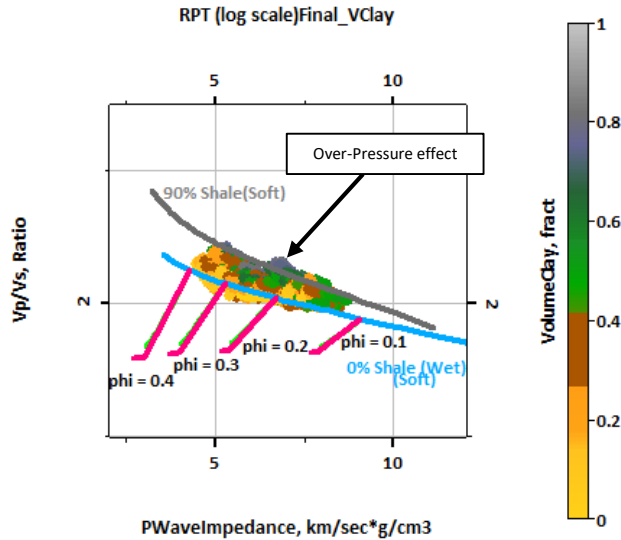 RPT (log scale)Final_VClay
5
10
Over-Pressure effect
90% Shale(Soft)
Vp/Vs, Ratio
2
2
phi = 0.4
phi = 0.3
phi = 0.2
phi = 0.1
0% Shale (Wet)
(Soft)
5
10
PWaveImpedance, km/sec*g/cm3
1
0.8
0.6
0.4
0.2
0
VolumeClay, fract